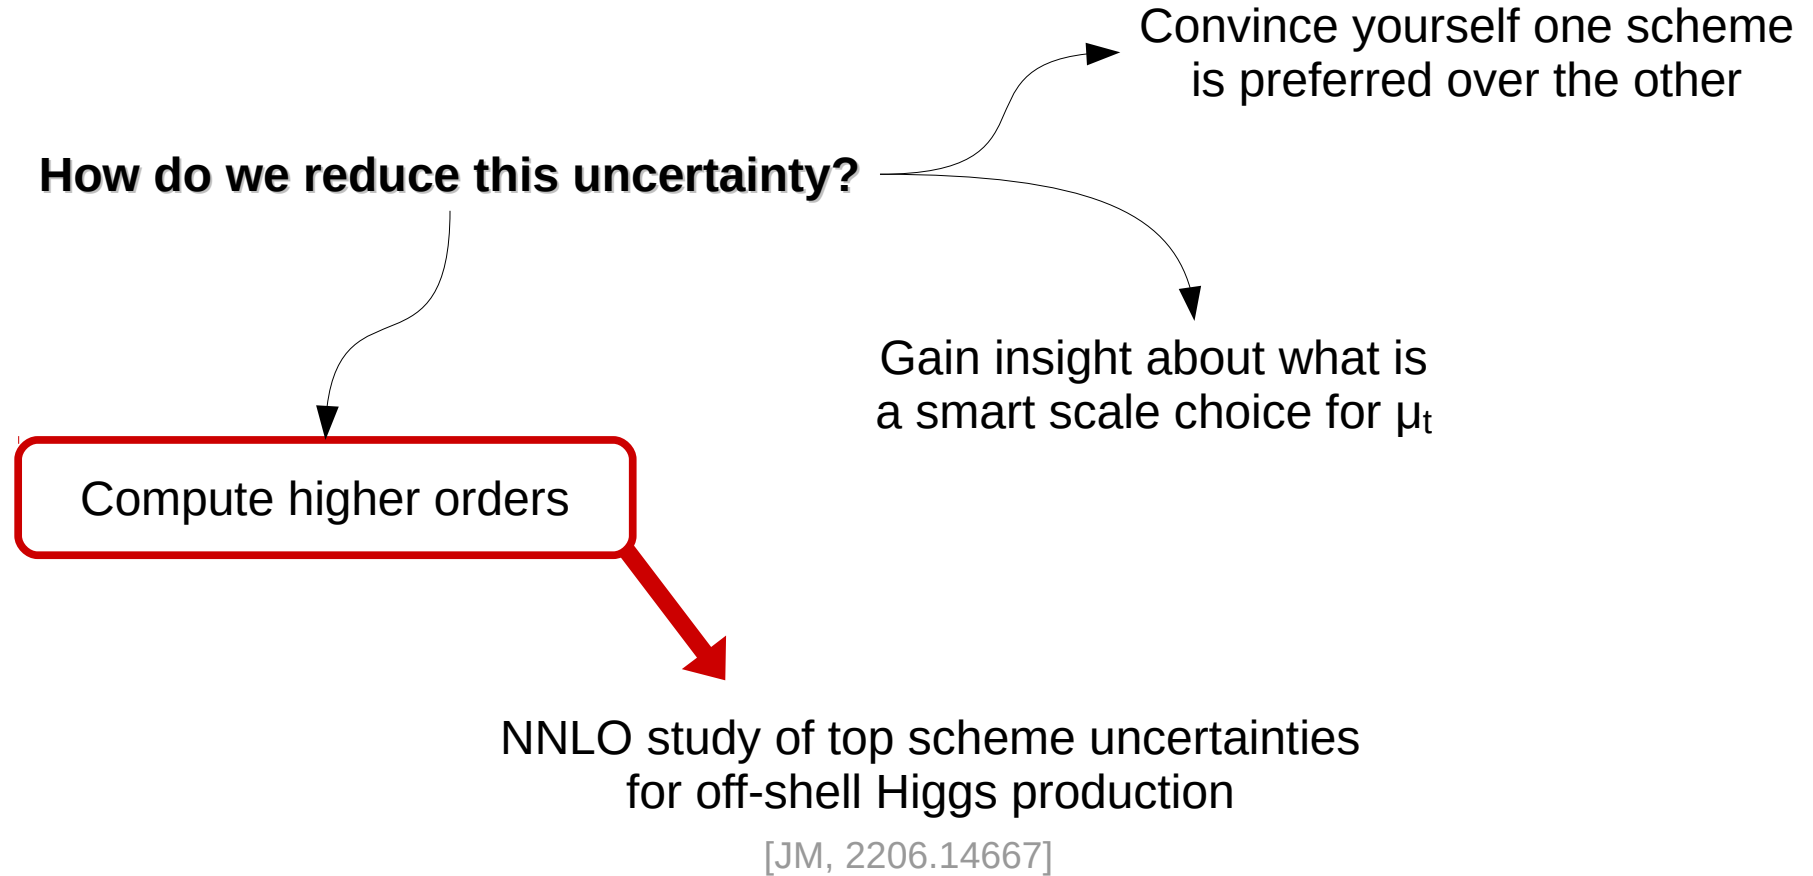 Convince yourself one scheme
is preferred over the other
How do we reduce this uncertainty?
Gain insight about what is
a smart scale choice for μt
Compute higher orders
NNLO study of top scheme uncertainties
for off-shell Higgs production
[JM, 2206.14667]